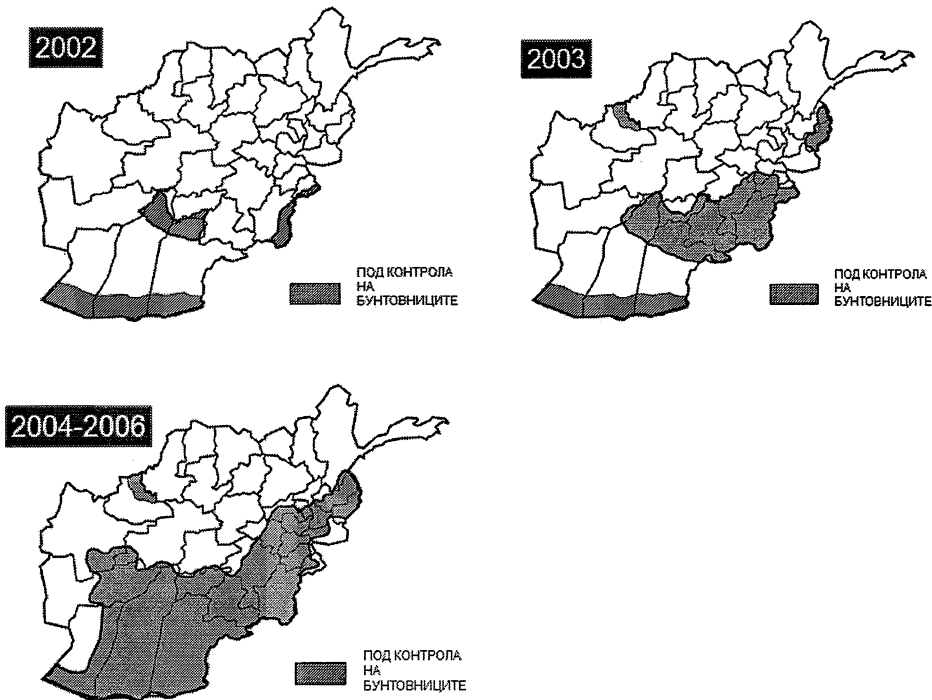 2002
ПОД КОНТРОЛА
НА
БУНТОВНИЦИТЕ
2003
ПОД КОНТРОЛА
НА
БУНТОВНИЦИТЕ
2004-2006
ПОД КОНТРОЛА
НА
БУНТОВНИЦИТЕ